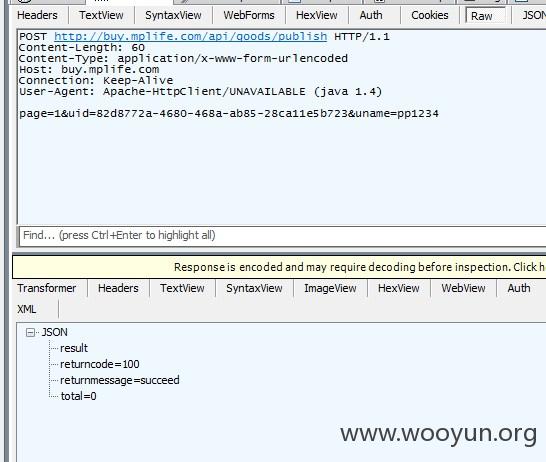 Headers TextView SyntaxView WebForms HexView Auth Cookies Raw JSON
POST http://buy.mplife.com/api/goods/publish HTTP/1.1
Content-Length: 60
Content-Type: application/x-www-form-urlencoded
Host: buy.mplife.com
Connection: Keep-Alive
User-Agent: Apache-HttpClient/UNAVAILABLE (java 1.4)
page=1&uid=82d8772a-4680-468a-ab85-28ca11e5b723&uname=pp1234
Find... (press Ctrl+Enter to highlight all)
Response is encoded and may require decoding before inspection. Click h
Transformer Headers TextView SyntaxView ImageView HexView WebView Auth
XML
JSON
result
returncode=100
returnmessage=succeed
total=0
www.wooyun.org